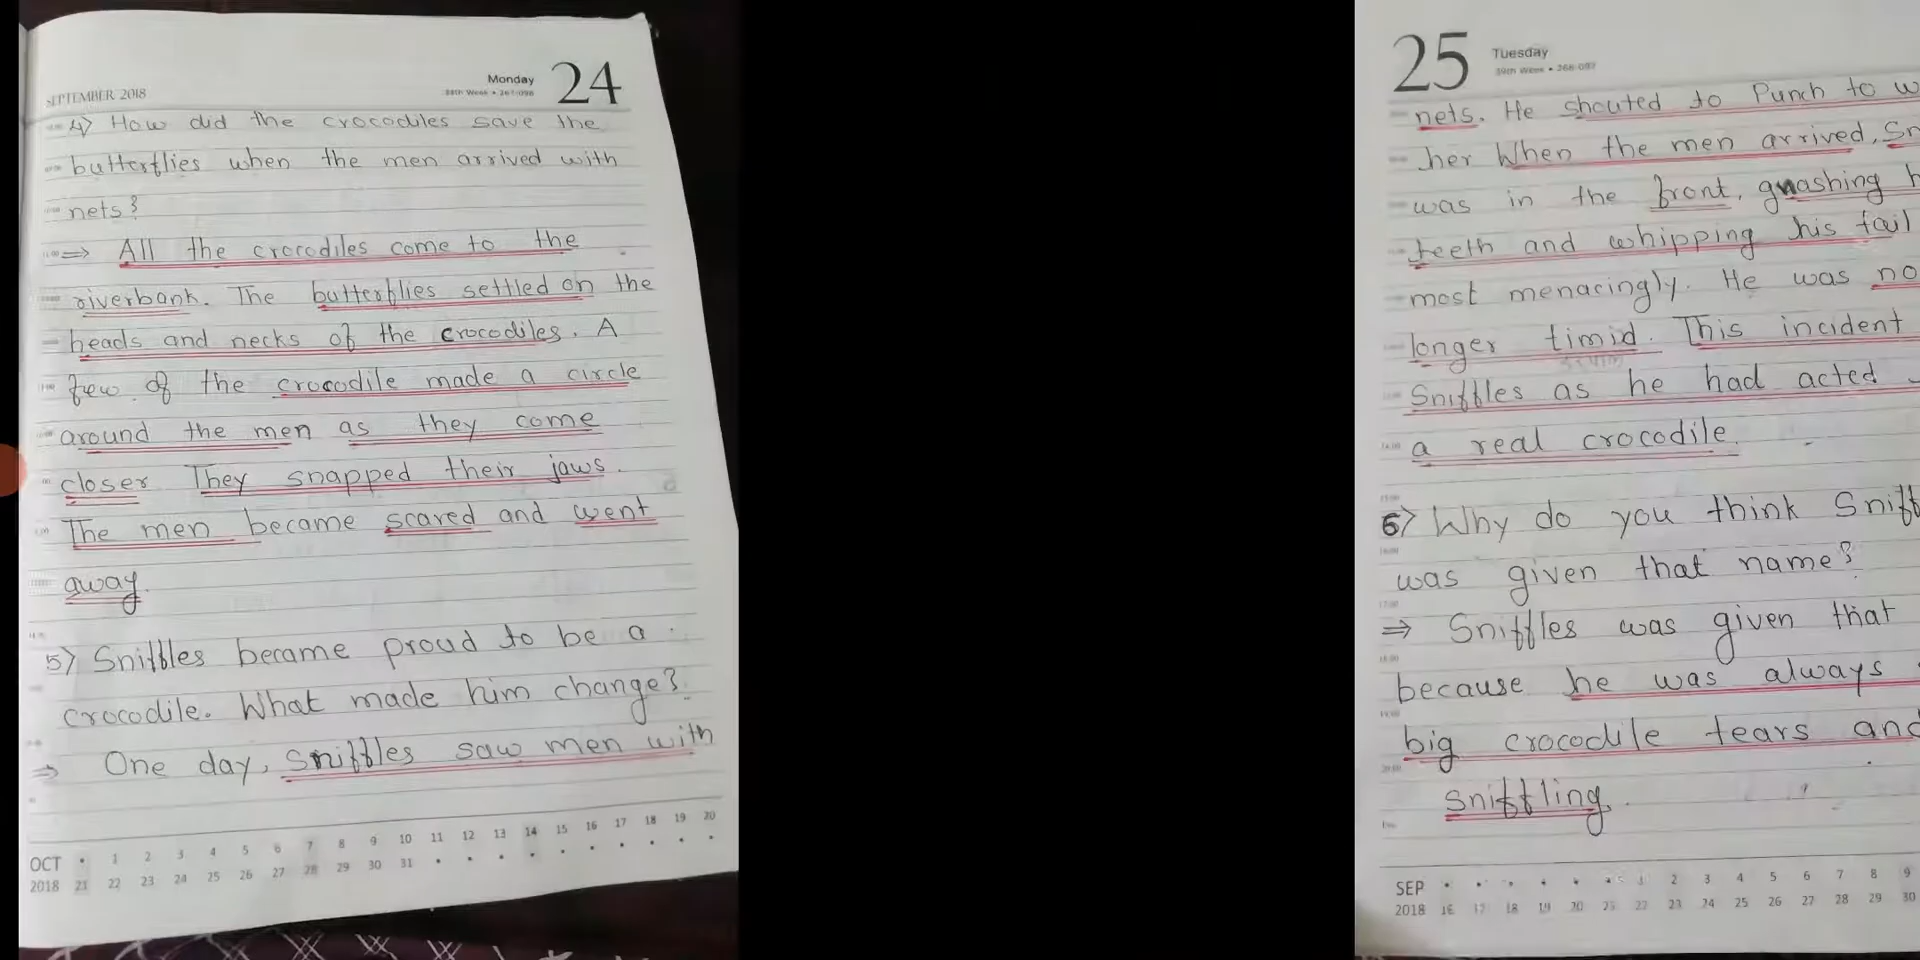 SEPTEMBER 2018
Monday 24
4) How did the crocodiles save the
butterflies when the men arrived with
nets?
⇒ All the crocodiles come to the
riverbank. The butterflies settled on the
heads and necks of the crocodiles. A
few of the crocodile made a circle
around the men as they come
closer They snapped their jaws.
The men became scared and went
away.
5) Sniffles became proud to be a
crocodile. What made him change?
⇒ One day, sniffles saw men with
OCT • 1 2 3 4 5 6 7 8 9 10 11 12 13 14 15 16 17 18 19 20
2018 21 22 23 24 25 26 27 28 29 30 31 • • • • • • • • •
25 Tuesday
nets. He shouted to Punch to
her When the men arrived,
was in the front, gnashing
teeth and whipping his tail
most menacingly. He was no
longer timid. This incident
Sniffles as he had acted
a real crocodile.
6) Why do you think
was given that name?
⇒ Sniffles was given that
because he was always
big crocodile tears and
sniffling.
SEP • • • • • • 1 2 3 4 5 6 7 8 9
2018 16 17 18 19 20 21 22 23 24 25 26 27 28 29 30